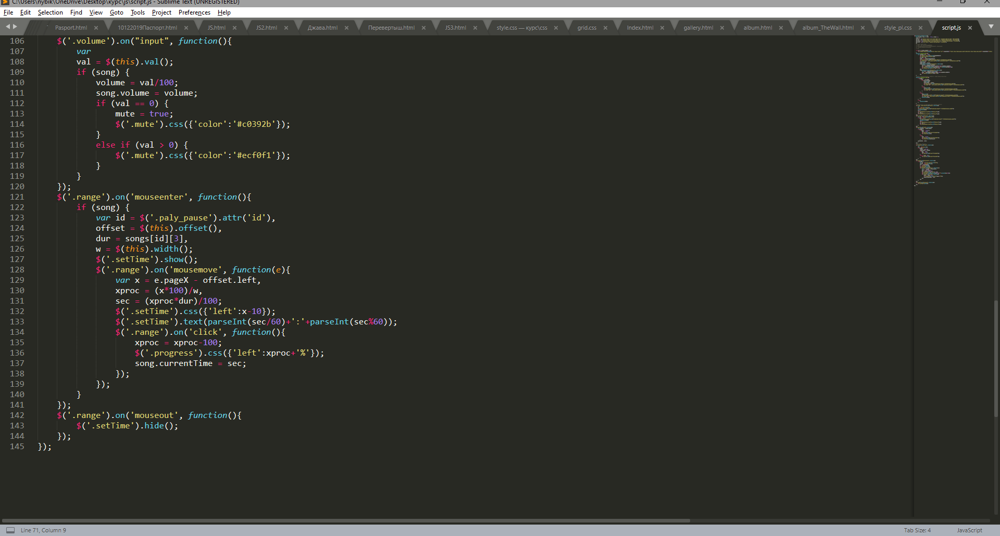 C:\Users\nybik\OneDrive\Desktop\курс\js\script.js - Sublime Text (UNREGISTERED)
File Edit Selection Find View Goto Tools Project Preferences Help
Pasport.html 10122019Паспорт.html JS.html JS2.html Джава.html Перевертыш.html JS3.html style.css — курс\css grid.css Index.html gallery.html album.html album_TheWall.html style_pl.css script.js
106 $('.volume').on("input", function(){
107 var
108 val = $(this).val();
109 if (song) {
110 volume = val/100;
111 song.volume = volume;
112 if (val == 0) {
113 mute = true;
114 $('.mute').css({'color':'#c0392b'});
115 }
116 else if (val > 0) {
117 $('.mute').css({'color':'#ecf0f1'});
118 }
119 }
120 });
121 $('.range').on('mouseenter', function(){
122 if (song) {
123 var id = $('.paly_pause').attr('id'),
124 offset = $(this).offset(),
125 dur = songs[id][3],
126 w = $(this).width();
127 $('.setTime').show();
128 $('.range').on('mousemove', function(e){
129 var x = e.pageX - offset.left,
130 xproc = (x*100)/w,
131 sec = (xproc*dur)/100;
132 $('.setTime').css({'left':x-10});
133 $('.setTime').text(parseInt(sec/60)+':'+parseInt(sec%60));
134 $('.range').on('click', function(){
135 xproc = xproc-100;
136 $('.progress').css({'left':xproc+'%'});
137 song.currentTime = sec;
138 });
139 });
140 }
141 });
142 $('.range').on('mouseout', function(){
143 $('.setTime').hide();
144 });
145 });
Line 71, Column 9 Tab Size: 4 JavaScript